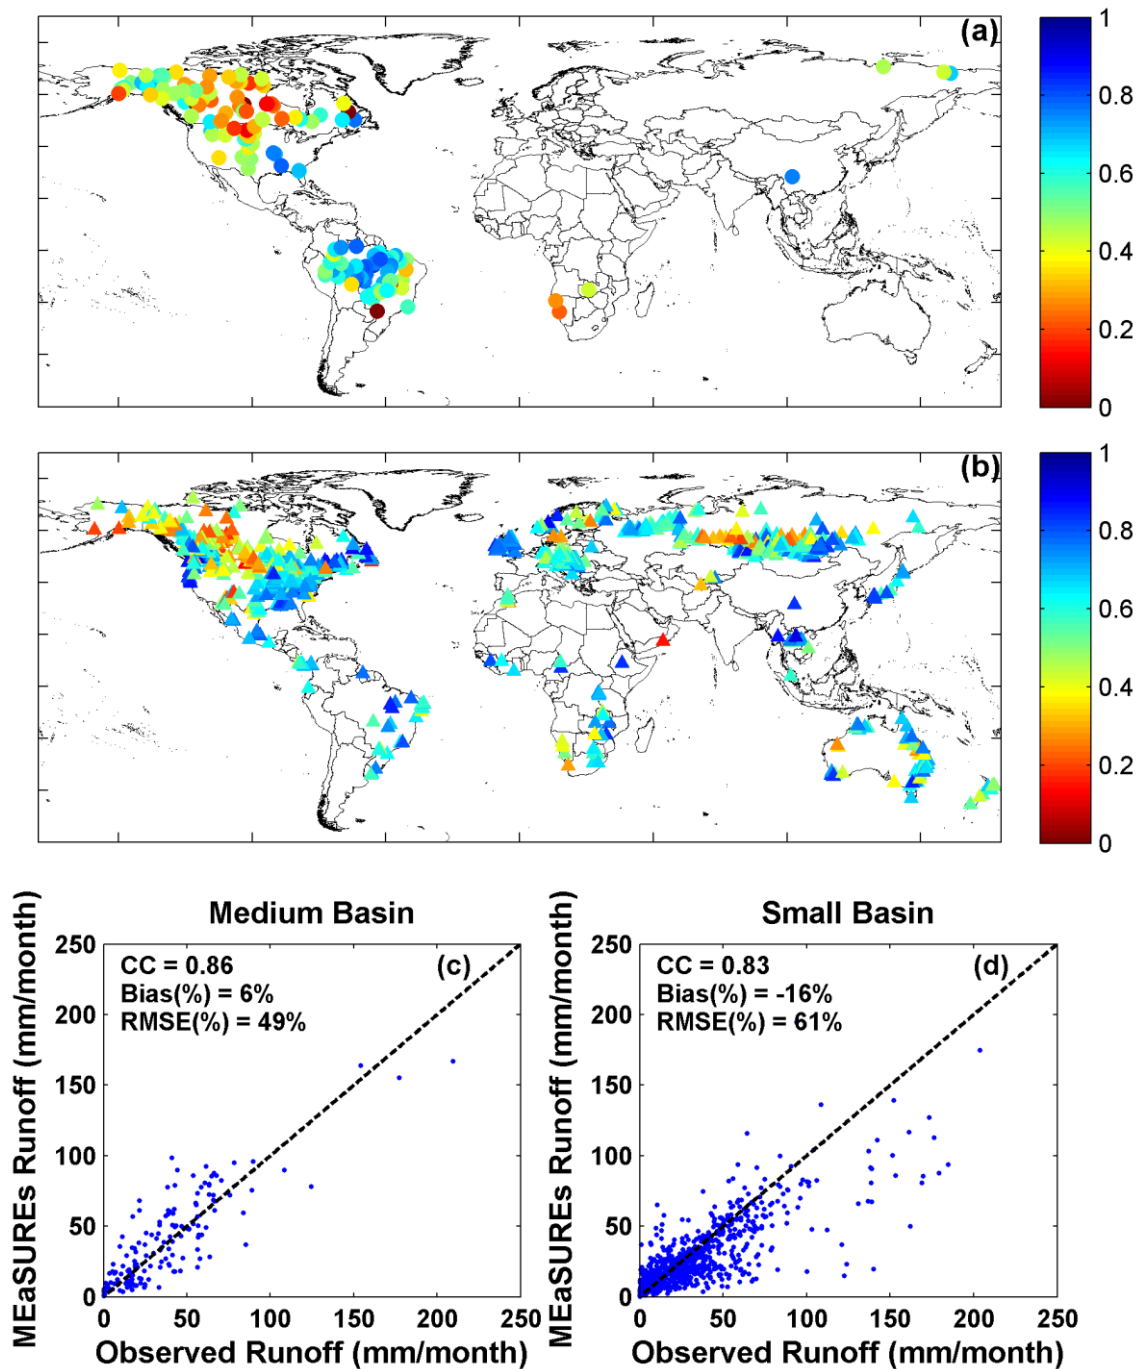 (a)
1
0.8
0.6
0.4
0.2
0
(b)
1
0.8
0.6
0.4
0.2
0
Medium Basin
MEaSUREs Runoff (mm/month)
250
200
150
100
50
0
CC = 0.86
Bias(%) = 6%
RMSE(%) = 49%
(c)
0 50 100 150 200 250
Observed Runoff (mm/month)
Small Basin
MEaSUREs Runoff (mm/month)
250
200
150
100
50
0
CC = 0.83
Bias(%) = -16%
RMSE(%) = 61%
(d)
0 50 100 150 200 250
Observed Runoff (mm/month)